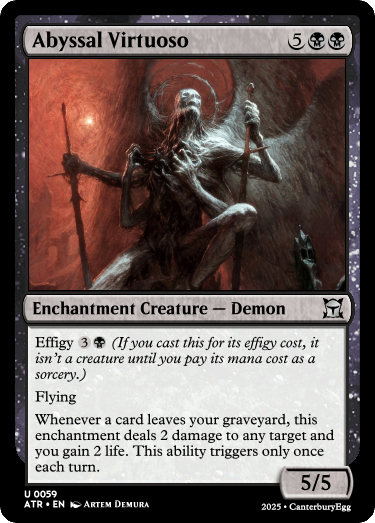 Abyssal Virtuoso 5
Enchantment Creature — Demon
Effigy 3 (If you cast this for its effigy cost, it
isn't a creature until you pay its mana cost as a
sorcery.)
Flying
Whenever a card leaves your graveyard, this
enchantment deals 2 damage to any target and
you gain 2 life. This ability triggers only once
each turn.
5/5
U 0059
ATR • EN Artem Demura
2025 • CanterburyEgg